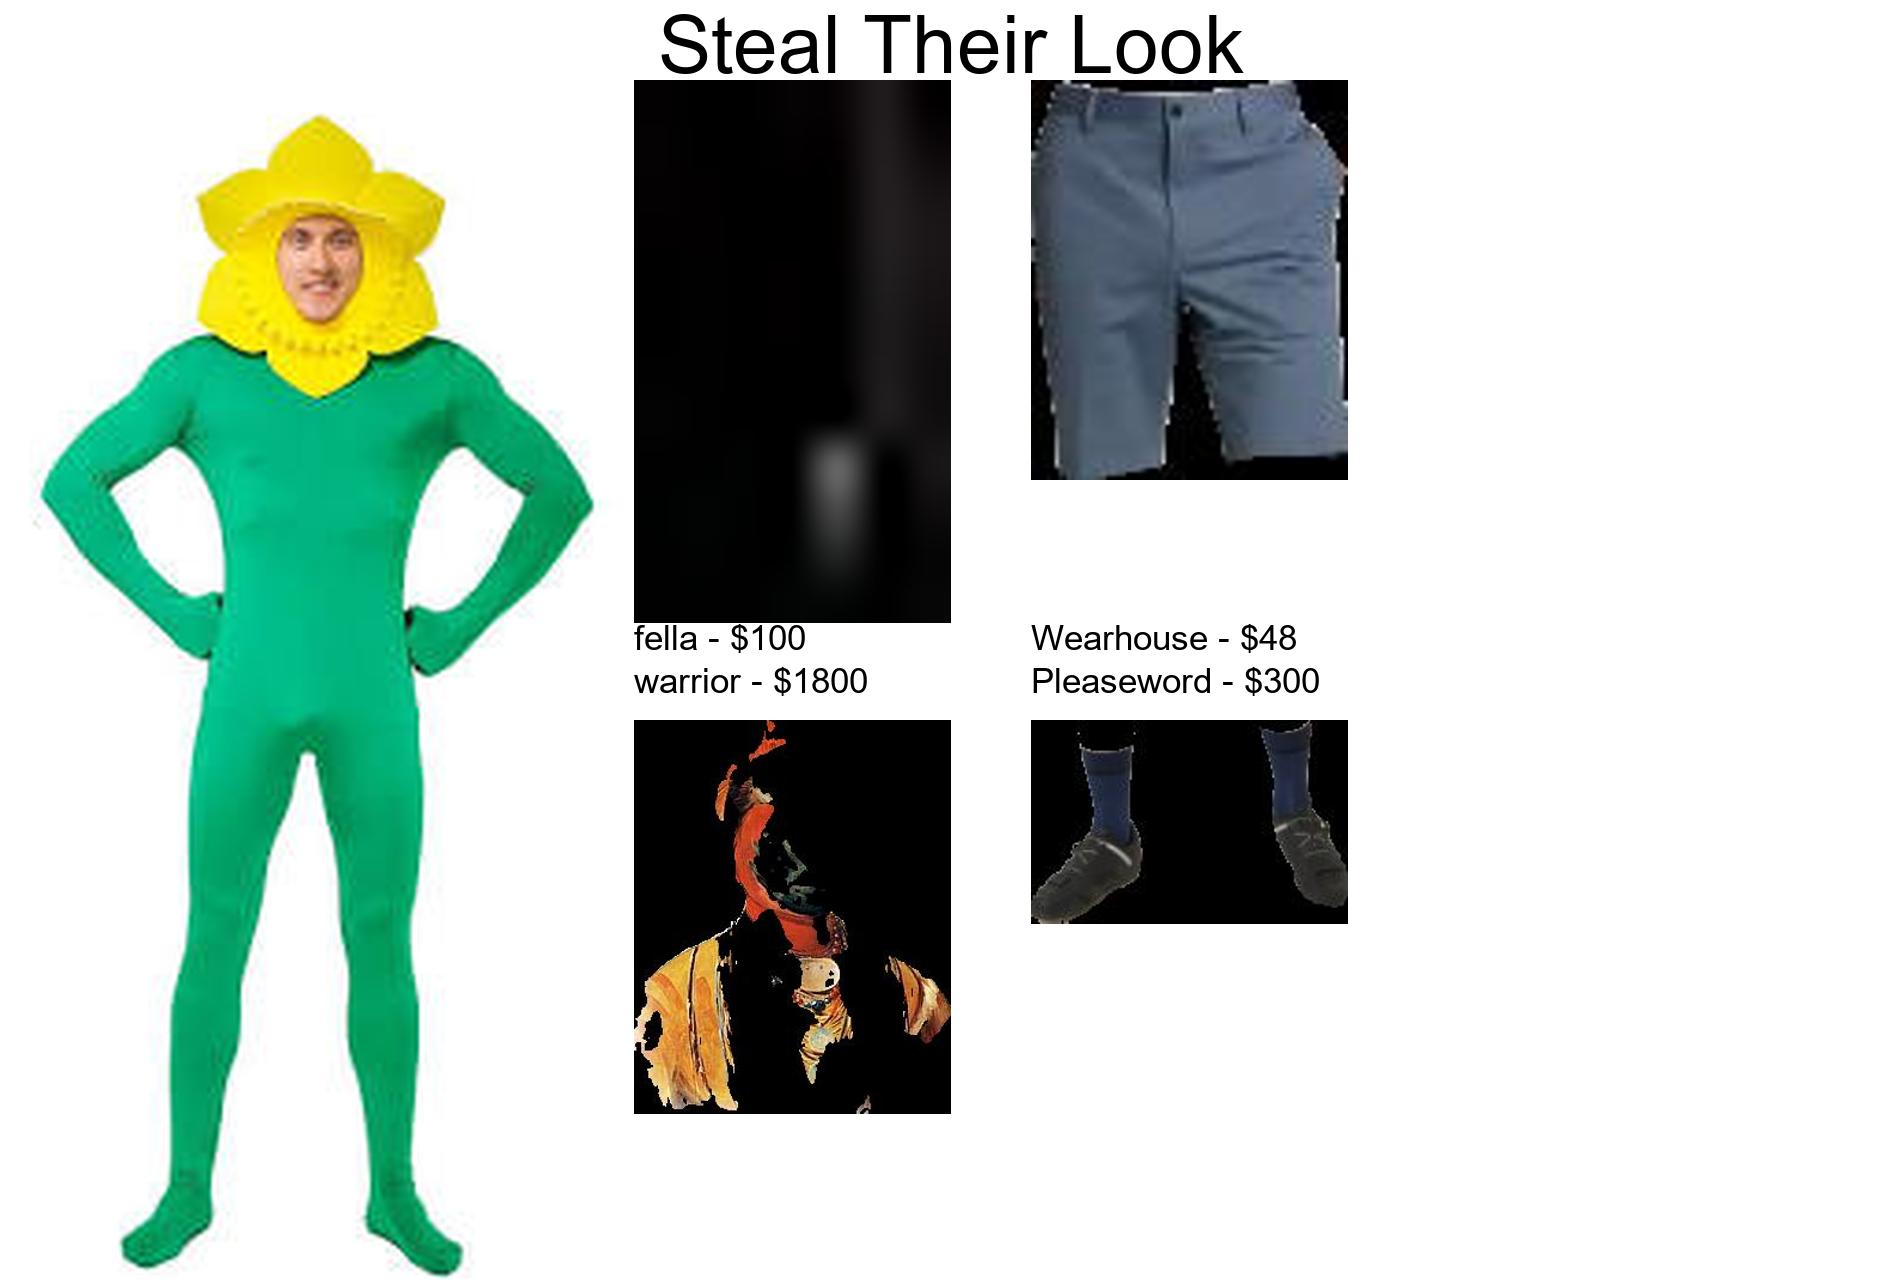 Steal Their Look
fella - $100
Wearhouse - $48
warrior - $1800
Pleaseword - $300